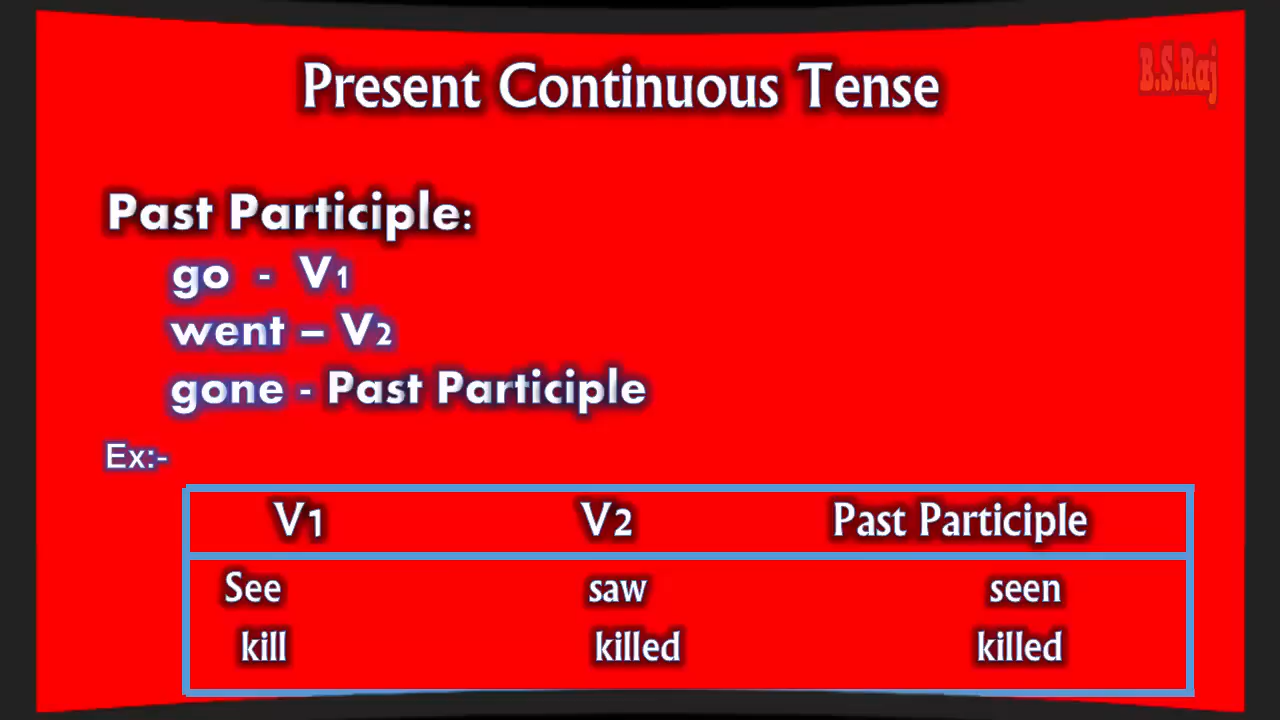 Present Continuous Tense
B.S.Raj
Past Participle:
go - V1
went – V2
gone - Past Participle
Ex:-
V1 V2 Past Participle
See saw seen
kill killed killed